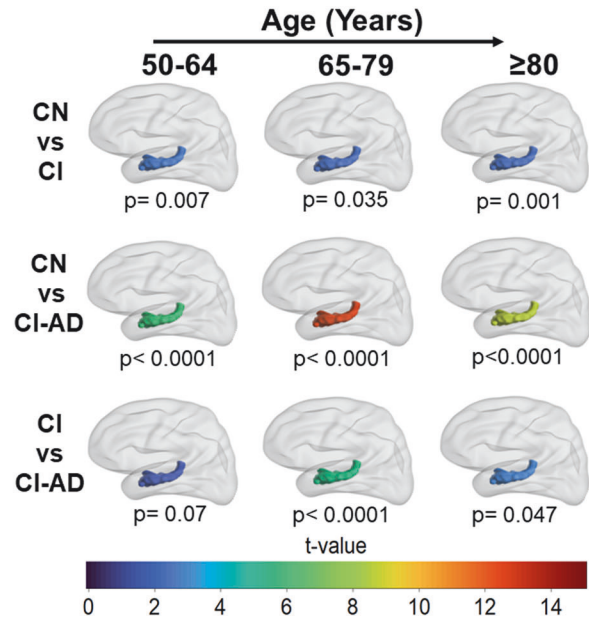 Age (Years)
50-64 65-79 ≥80
CN
vs
CI
p= 0.007 p= 0.035 p= 0.001
CN
vs
CI-AD
p< 0.0001 p< 0.0001 p<0.0001
CI
vs
CI-AD
p= 0.07 p< 0.0001 p= 0.047
t-value
0 2 4 6 8 10 12 14